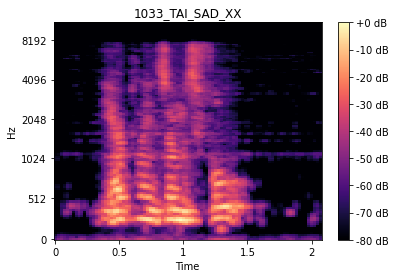 1033_TAI_SAD_XX
+0 dB
8192
-10 dB
4096
-20 dB
-30 dB
2048
Hz
-40 dB
1024
-50 dB
-60 dB
512
-70 dB
0
-80 dB
0
0.5
1
1.5
2
Time